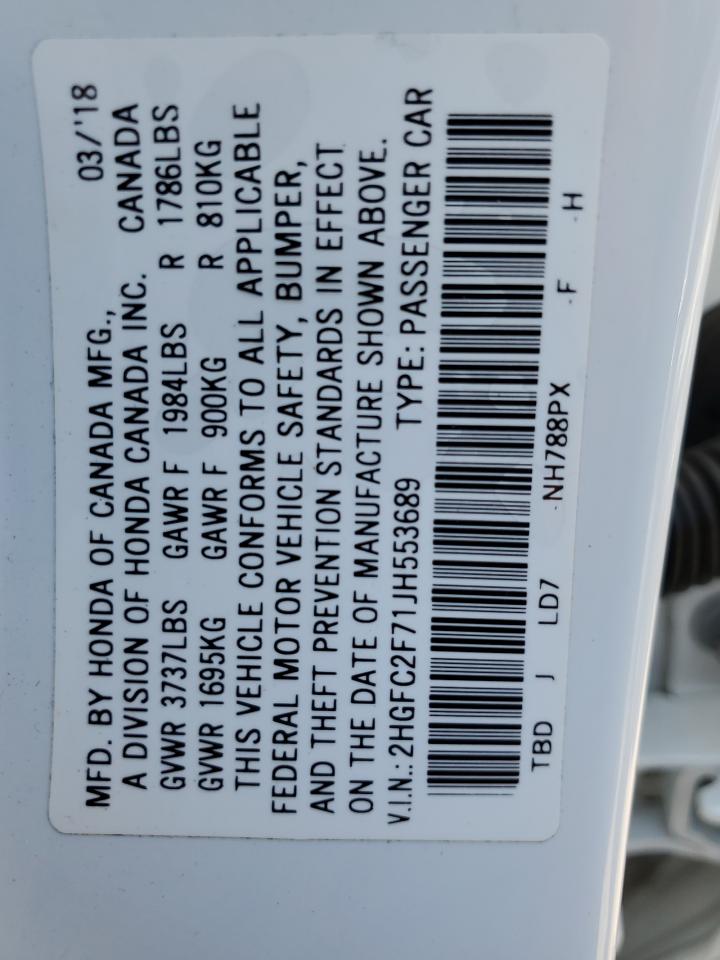 MFD. BY HONDA OF CANADA MFG., 03/'18
A DIVISION OF HONDA CANADA INC. CANADA
GVWR 3737LBS GAWR F 1984LBS R 1786LBS
GVWR 1695KG GAWR F 900KG R 810KG
THIS VEHICLE CONFORMS TO ALL APPLICABLE
FEDERAL MOTOR VEHICLE SAFETY, BUMPER,
AND THEFT PREVENTION STANDARDS IN EFFECT
ON THE DATE OF MANUFACTURE SHOWN ABOVE.
V.I.N.: 2HGFC2F71JH553689 TYPE: PASSENGER CAR
TBD J LD7 -NH788PX -F -H